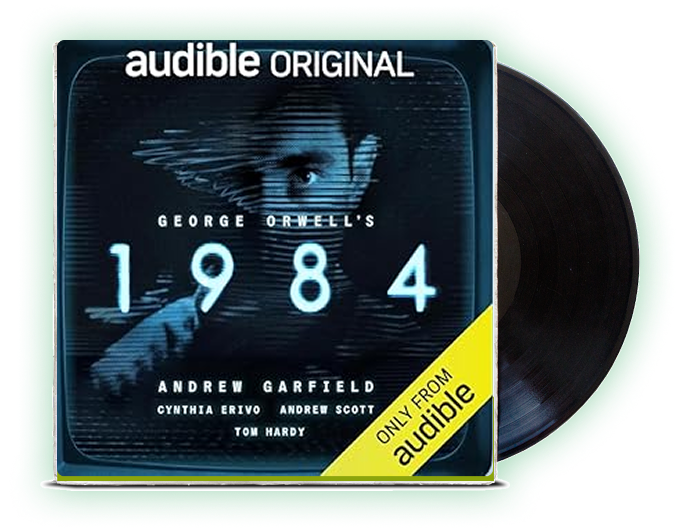 audible ORIGINAL
GEORGE ORWELL'S
1984
ANDREW GARFIELD
CYNTHIA ERIVO ANDREW SCOTT
TOM HARDY
ONLY FROM
audible